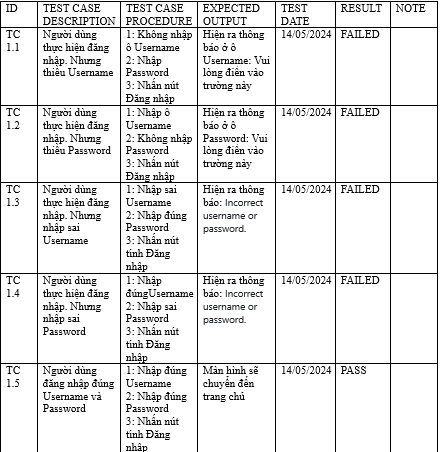 ID TEST CASE DESCRIPTION TEST CASE PROCEDURE EXPECTED OUTPUT TEST DATE RESULT NOTE
TC 1.1
Người dùng
thực hiện đăng
nhập. Nhưng
thiếu Username
1: Không nhập
ô Username
2: Nhập
Password
3: Nhấn nút
Đăng nhập
Hiện ra thông
báo ở ô
Username: Vui
lòng điền vào
trường này
14/05/2024
FAILED
TC 1.2
Người dùng
thực hiện đăng
nhập. Nhưng
thiếu Password
1: Nhập ô
Username
2: Không nhập
Password
3: Nhấn nút
Đăng nhập
Hiện ra thông
báo ở ô
Password: Vui
lòng điền vào
trường này
14/05/2024
FAILED
TC 1.3
Người dùng
thực hiện đăng
nhập. Nhưng
nhập sai
Username
1: Nhập sai
Username
2: Nhập đúng
Password
3: Nhấn nút
tính Đăng
nhập
Hiện ra thông
báo: Incorrect
username or
password.
14/05/2024
FAILED
TC 1.4
Người dùng
thực hiện đăng
nhập. Nhưng
nhập sai
Password
1: Nhập
đúngUsername
2: Nhập sai
Password
3: Nhấn nút
tính Đăng
nhập
Hiện ra thông
báo: Incorrect
username or
password.
14/05/2024
FAILED
TC 1.5
Người dùng
đăng nhập đúng
Username và
Password
1: Nhập đúng
Username
2: Nhập đúng
Password
3: Nhấn nút
tính Đăng
nhập
Màn hình sẽ
chuyển đến
trang chủ
14/05/2024
PASS